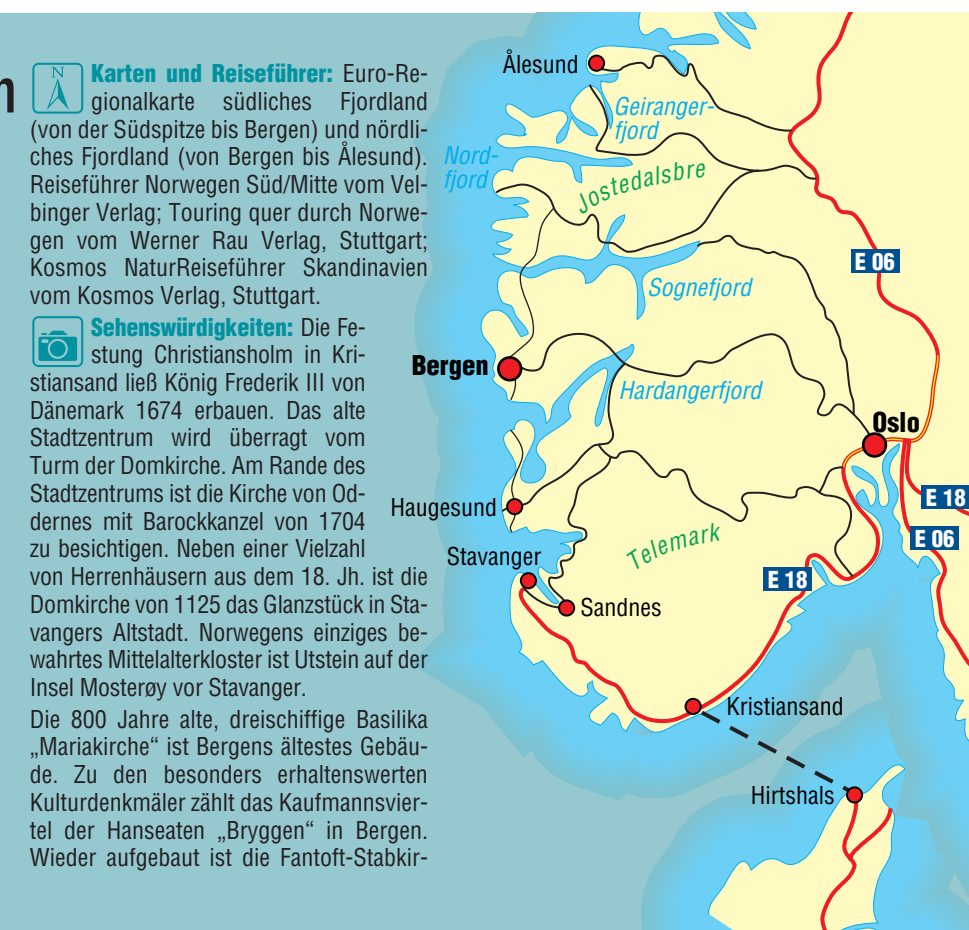 n
N
Karten und Reiseführer: Euro-Re-
gionalkarte südliches Fjordland
(von der Südspitze bis Bergen) und nördli-
ches Fjordland (von Bergen bis Ålesund).
Reiseführer Norwegen Süd/Mitte vom Vel-
binger Verlag; Touring quer durch Norwe-
gen vom Werner Rau Verlag, Stuttgart;
Kosmos NaturReiseführer Skandinavien
vom Kosmos Verlag, Stuttgart.
Sehenswürdigkeiten: Die Fe-
stung Christiansholm in Kri-
stiansand ließ König Frederik III von
Dänemark 1674 erbauen. Das alte
Stadtzentrum wird überragt vom
Turm der Domkirche. Am Rande des
Stadtzentrums ist die Kirche von Od-
dernes mit Barockkanzel von 1704
zu besichtigen. Neben einer Vielzahl
von Herrenhäusern aus dem 18. Jh. ist die
Domkirche von 1125 das Glanzstück in Sta-
vangers Altstadt. Norwegens einziges be-
wahrtes Mittelalterkloster ist Utstein auf der
Insel Mosterøy vor Stavanger.
Die 800 Jahre alte, dreischiffige Basilika
„Mariakirche“ ist Bergens ältestes Gebäu-
de. Zu den besonders erhaltenswerten
Kulturdenkmäler zählt das Kaufmannsvier-
tel der Hanseaten „Bryggen“ in Bergen.
Wieder aufgebaut ist die Fantoft-Stabkir-
Ålesund
Geiranger-
fjord
Nord-
fjord
Jostedalsbre
E 06
Sognefjord
Bergen
Hardangerfjord
Oslo
E 18
Haugesund
E 06
Telemark
Stavanger
E 18
Sandnes
Kristiansand
Hirtshals